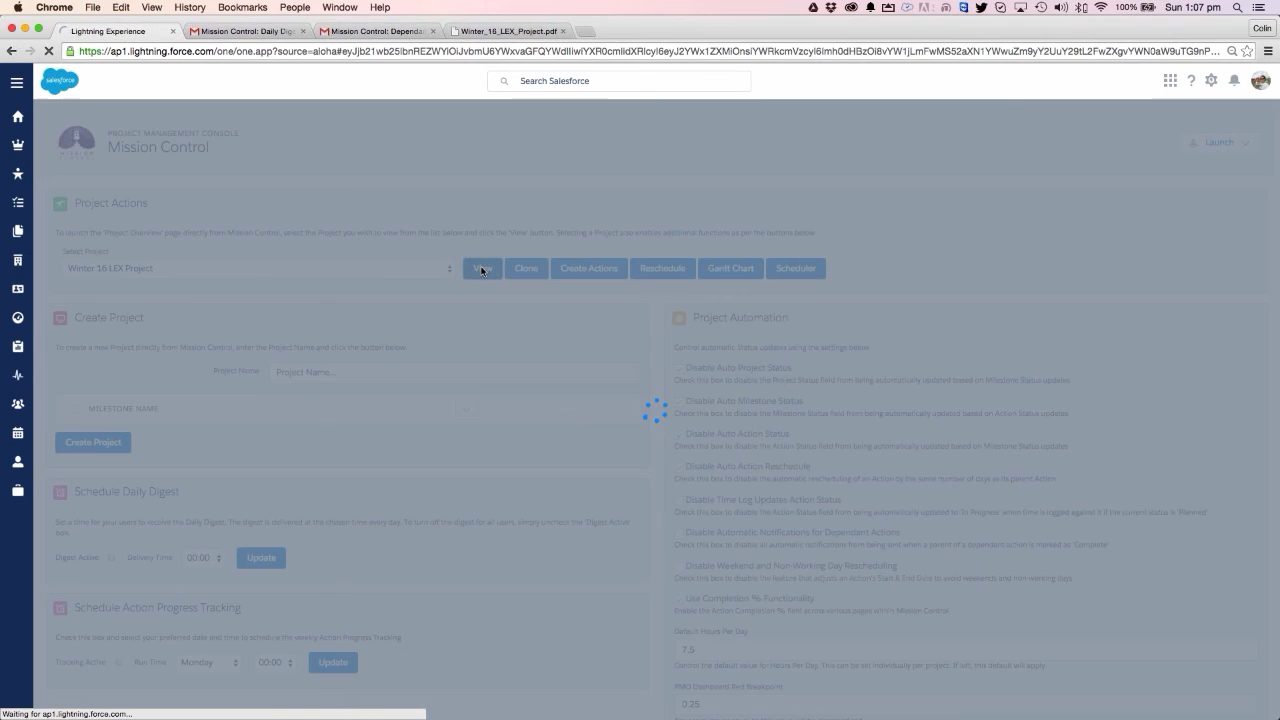 Chrome File Edit View History Bookmarks People Window Help
100% Sun 1:07 pm
Lightning Experience
Mission Control: Daily Diges
Mission Control: Dependan
Winter_16_LEX_Project.pdf
Colin
salesforce
Search Salesforce
PROJECT MANAGEMENT CONSOLE
Mission Control
Launch
Project Actions
To launch the 'Project Overview' page directly from Mission Control, select the Project you wish to view from the list below and click the 'View' button. Selecting a Project also enables additional functions as per the buttons below.
Select Project
Winter 16 LEX Project
View
Clone
Create Actions
Reschedule
Gantt Chart
Scheduler
Create Project
To create a new Project directly from Mission Control, enter the Project Name and click the button below.
Project Name
Project Name...
MILESTONE NAME
Create Project
Schedule Daily Digest
Set a time for your users to receive the Daily Digest. The digest is delivered at the chosen time every day. To turn off the digest for all users, simply uncheck the 'Digest Active'
box.
Digest Active
Delivery Time
00:00
Update
Schedule Action Progress Tracking
Check this box and select your preferred date and time to schedule the weekly Action Progress Tracking
Tracking Active
Run Time
Monday
00:00
Update
Project Automation
Control automatic Status updates using the settings below.
Disable Auto Project Status
Check this box to disable the Project Status field from being automatically updated based on Milestone Status updates
Disable Auto Milestone Status
Check this box to disable the Milestone Status field from being automatically updated based on Action Status updates
Disable Auto Action Status
Check this box to disable the Action Status field from being automatically updated based on Milestone Status updates
Disable Auto Action Reschedule
Check this box to disable the automatic rescheduling of an Action by the same number of days as its parent Action
Disable Time Log Updates Action Status
Check this box to disable the Action Status field from being automatically updated to 'In Progress' when time is logged against it if the current status is 'Planned'
Disable Automatic Notifications for Dependant Actions
Check this box to disable all automatic notifications from being sent when a parent of a dependent action is marked as 'Complete'
Disable Weekend and Non-Working Day Rescheduling
Check this box to disable the feature that adjusts an Action's Start & End Date to avoid weekends and non-working days
Use Completion % Functionality
Enable the Action Completion % field across various pages within Mission Control
Default Hours Per Day
7.5
Control the default value for Hours Per Day. This can be set individually per project. If left, this default will apply.
PMO Dashboard Red Breakpoint
0.25
Waiting for ap1.lightning.force.com...